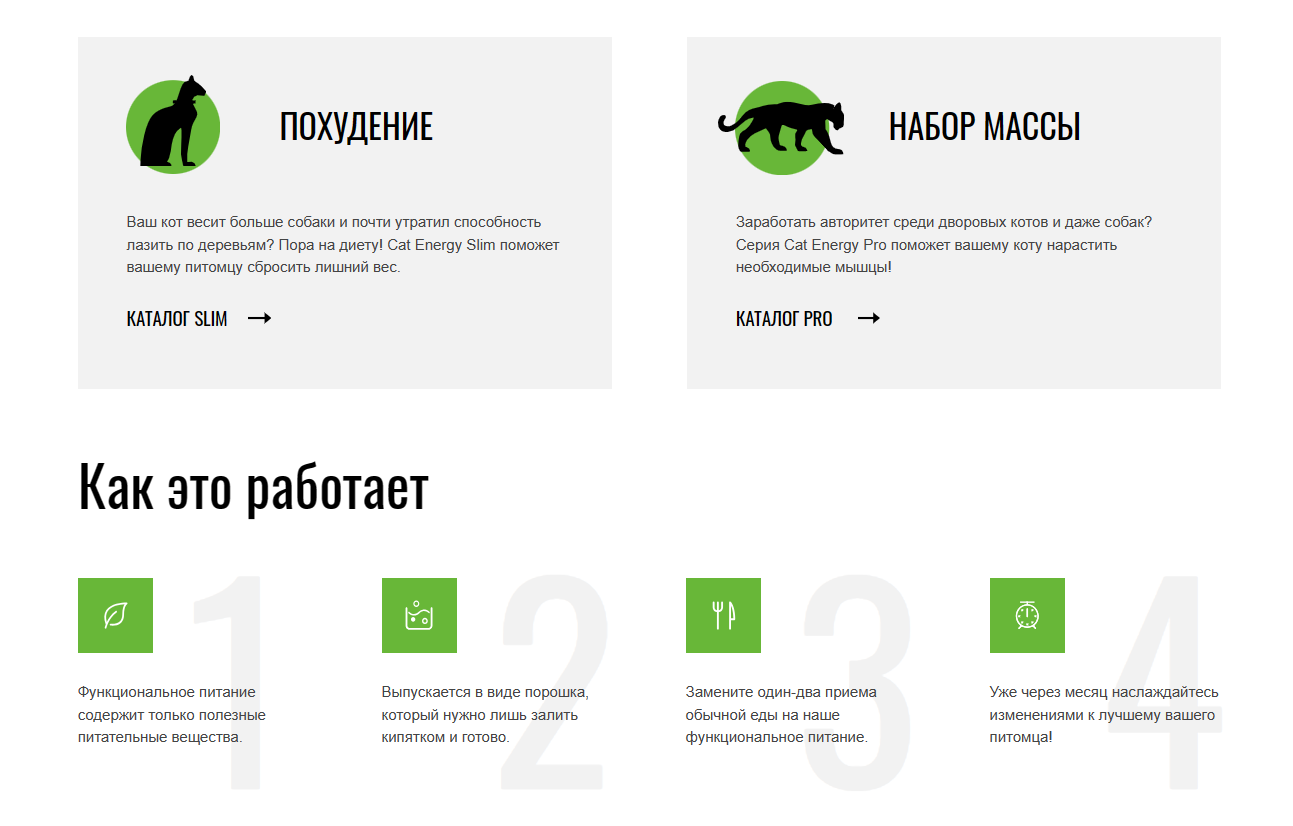 ПОХУДЕНИЕ
Ваш кот весит больше собаки и почти утратил способность
лазить по деревьям? Пора на диету! Cat Energy Slim поможет
вашему питомцу сбросить лишний вес.
КАТАЛОГ SLIM
НАБОР МАССЫ
Заработать авторитет среди дворовых котов и даже собак?
Серия Cat Energy Pro поможет вашему коту нарастить
необходимые мышцы!
КАТАЛОГ PRO
Как это работает
1
Функциональное питание
содержит только полезные
питательные вещества.
2
Выпускается в виде порошка,
который нужно лишь залить
кипятком и готово.
3
Замените один-два приема
обычной еды на наше
функциональное питание.
4
Уже через месяц наслаждайтесь
изменениями к лучшему вашего
питомца!